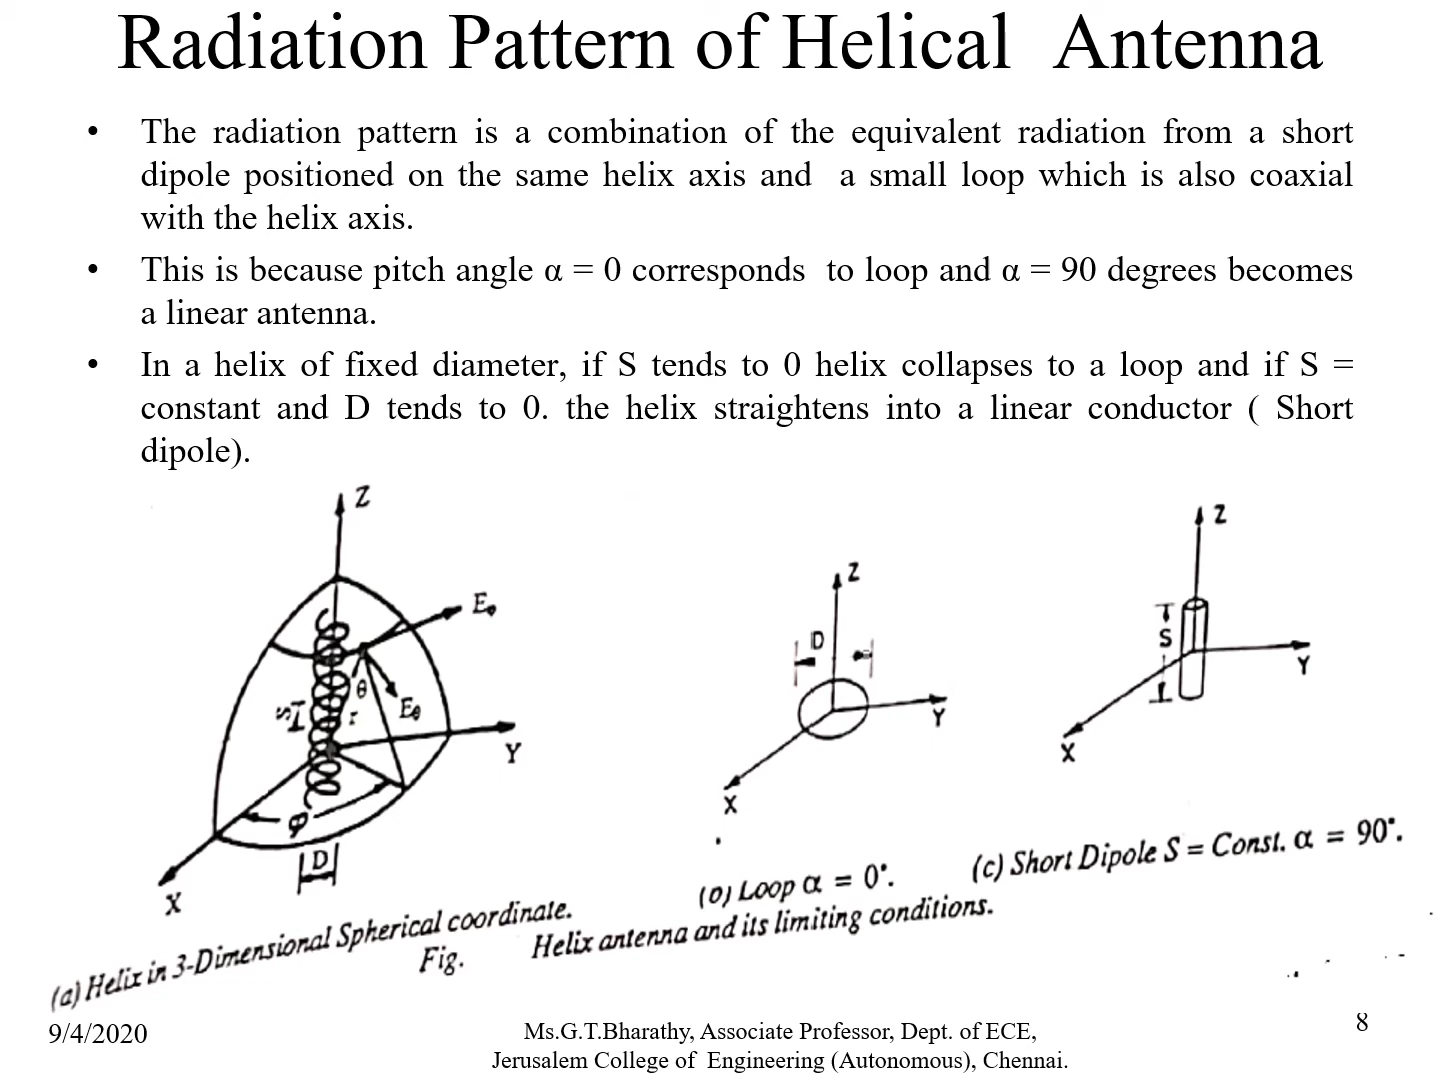 Radiation Pattern of Helical Antenna
• The radiation pattern is a combination of the equivalent radiation from a short
dipole positioned on the same helix axis and a small loop which is also coaxial
with the helix axis.
• This is because pitch angle α = 0 corresponds to loop and α = 90 degrees becomes
a linear antenna.
• In a helix of fixed diameter, if S tends to 0 helix collapses to a loop and if S =
constant and D tends to 0. the helix straightens into a linear conductor ( Short
dipole).
Z
Eφ
θ
Eθ
S
r
Y
φ
D
X
(a) Helix in 3-Dimensional Spherical coordinate.
Z
D
Y
X
(b) Loop α = 0°.
Z
S
Y
X
(c) Short Dipole S = Const. α = 90°.
Fig. Helix antenna and its limiting conditions.
9/4/2020
Ms.G.T.Bharathy, Associate Professor, Dept. of ECE,
Jerusalem College of Engineering (Autonomous), Chennai.
8